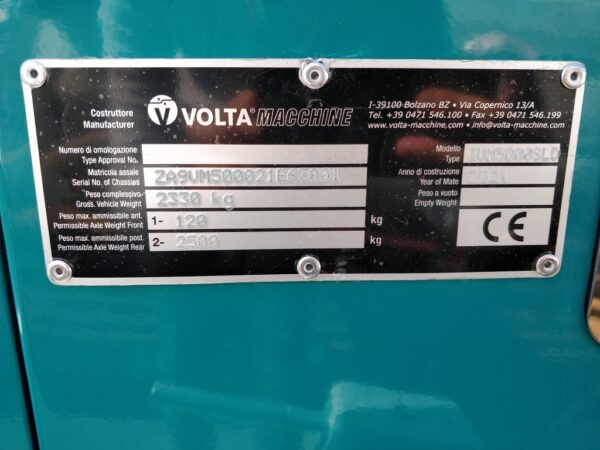 Costruttore
Manufacturer
VOLTA® MACCHINE
I-39100 Bolzano BZ • Via Copernico 13/A
Tel. +39 0471 546.100 • Fax +39 0471 546.199
www.volta-macchine.com • info@volta-macchine.com
Numero di omologazione
Type Approval No.
Matricola assale
Serial No. of Chassies
Peso complessivo
Gross. Vehicle Weight
2330 kg
Peso max. ammissibile ant.
Permissible Axle Weight Front
1- 120 kg
Peso max. ammissibile post.
Permissible Axle Weight Rear
2- 2500 kg
Modello
Type
Anno di costruzione
Year of Mate
Peso a vuoto
Empty Weight
CE